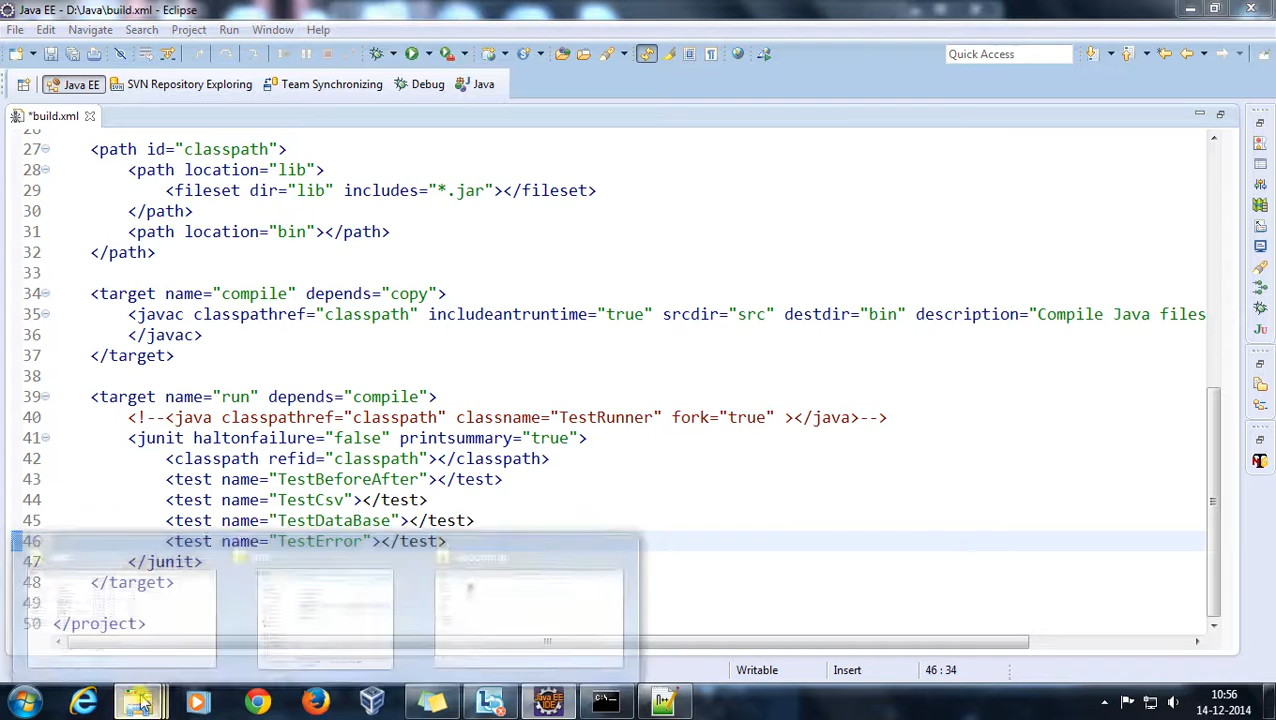 Java EE - D:\Java\build.xml - Eclipse
File Edit Navigate Search Project Run Window Help
Quick Access
Java EE SVN Repository Exploring Team Synchronizing Debug Java
*build.xml
27 <path id="classpath">
28 <path location="lib">
29 <fileset dir="lib" includes="*.jar"></fileset>
30 </path>
31 <path location="bin"></path>
32 </path>
33
34 <target name="compile" depends="copy">
35 <javac classpathref="classpath" includeantruntime="true" srcdir="src" destdir="bin" description="Compile Java files
36 </javac>
37 </target>
38
39 <target name="run" depends="compile">
40 <!--<java classpathref="classpath" classname="TestRunner" fork="true" ></java>-->
41 <junit haltonfailure="false" printsummary="true">
42 <classpath refid="classpath"></classpath>
43 <test name="TestBeforeAfter"></test>
44 <test name="TestCsv"></test>
45 <test name="TestDataBase"></test>
46 <test name="TestError"></test>
47 </junit>
48 </target>
49
50 </project>
Writable Insert 46 : 34
10:56
14-12-2014